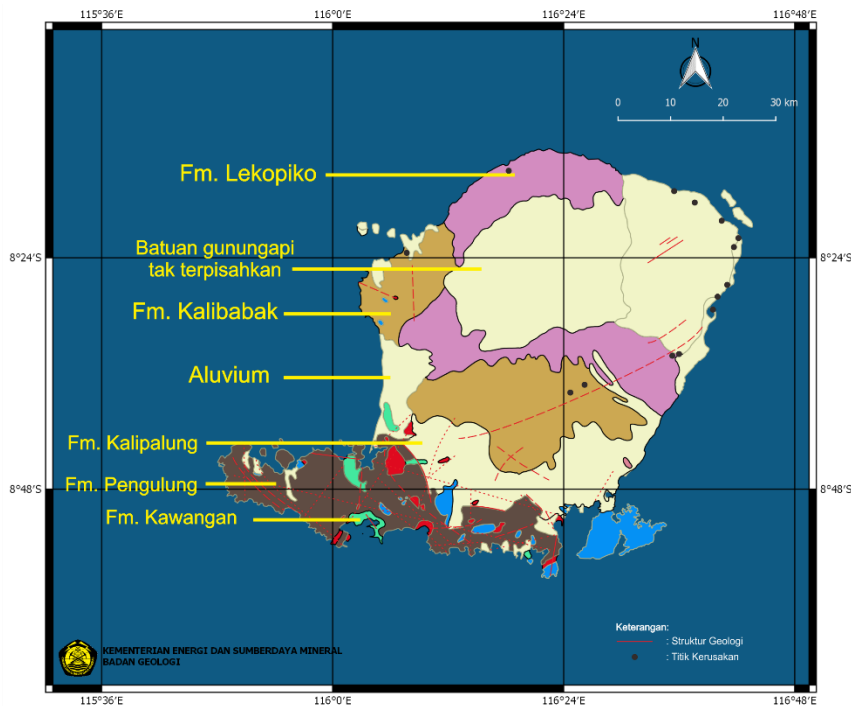 115°36'E 116°0'E 116°24'E 116°48'E
N
0 10 20 30 km
Fm. Lekopiko
Batuan gunungapi
tak terpisahkan
8°24'S 8°24'S
Fm. Kalibabak
Aluvium
Fm. Kalipalung
Fm. Pengulung
8°48'S 8°48'S
Fm. Kawangan
Keterangan:
: Struktur Geologi
: Titik Kerusakan
KEMENTERIAN ENERGI DAN SUMBERDAYA MINERAL
BADAN GEOLOGI
115°36'E 116°0'E 116°24'E 116°48'E